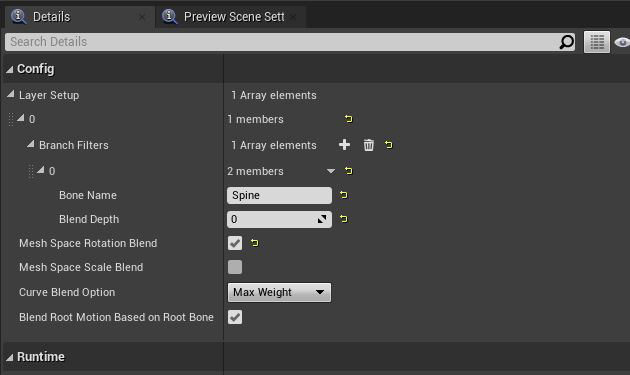 Details
Preview Scene Sett
Search Details
Config
Layer Setup 1 Array elements
0 1 members
Branch Filters 1 Array elements
0 2 members
Bone Name Spine
Blend Depth 0
Mesh Space Rotation Blend
Mesh Space Scale Blend
Curve Blend Option Max Weight
Blend Root Motion Based on Root Bone
Runtime